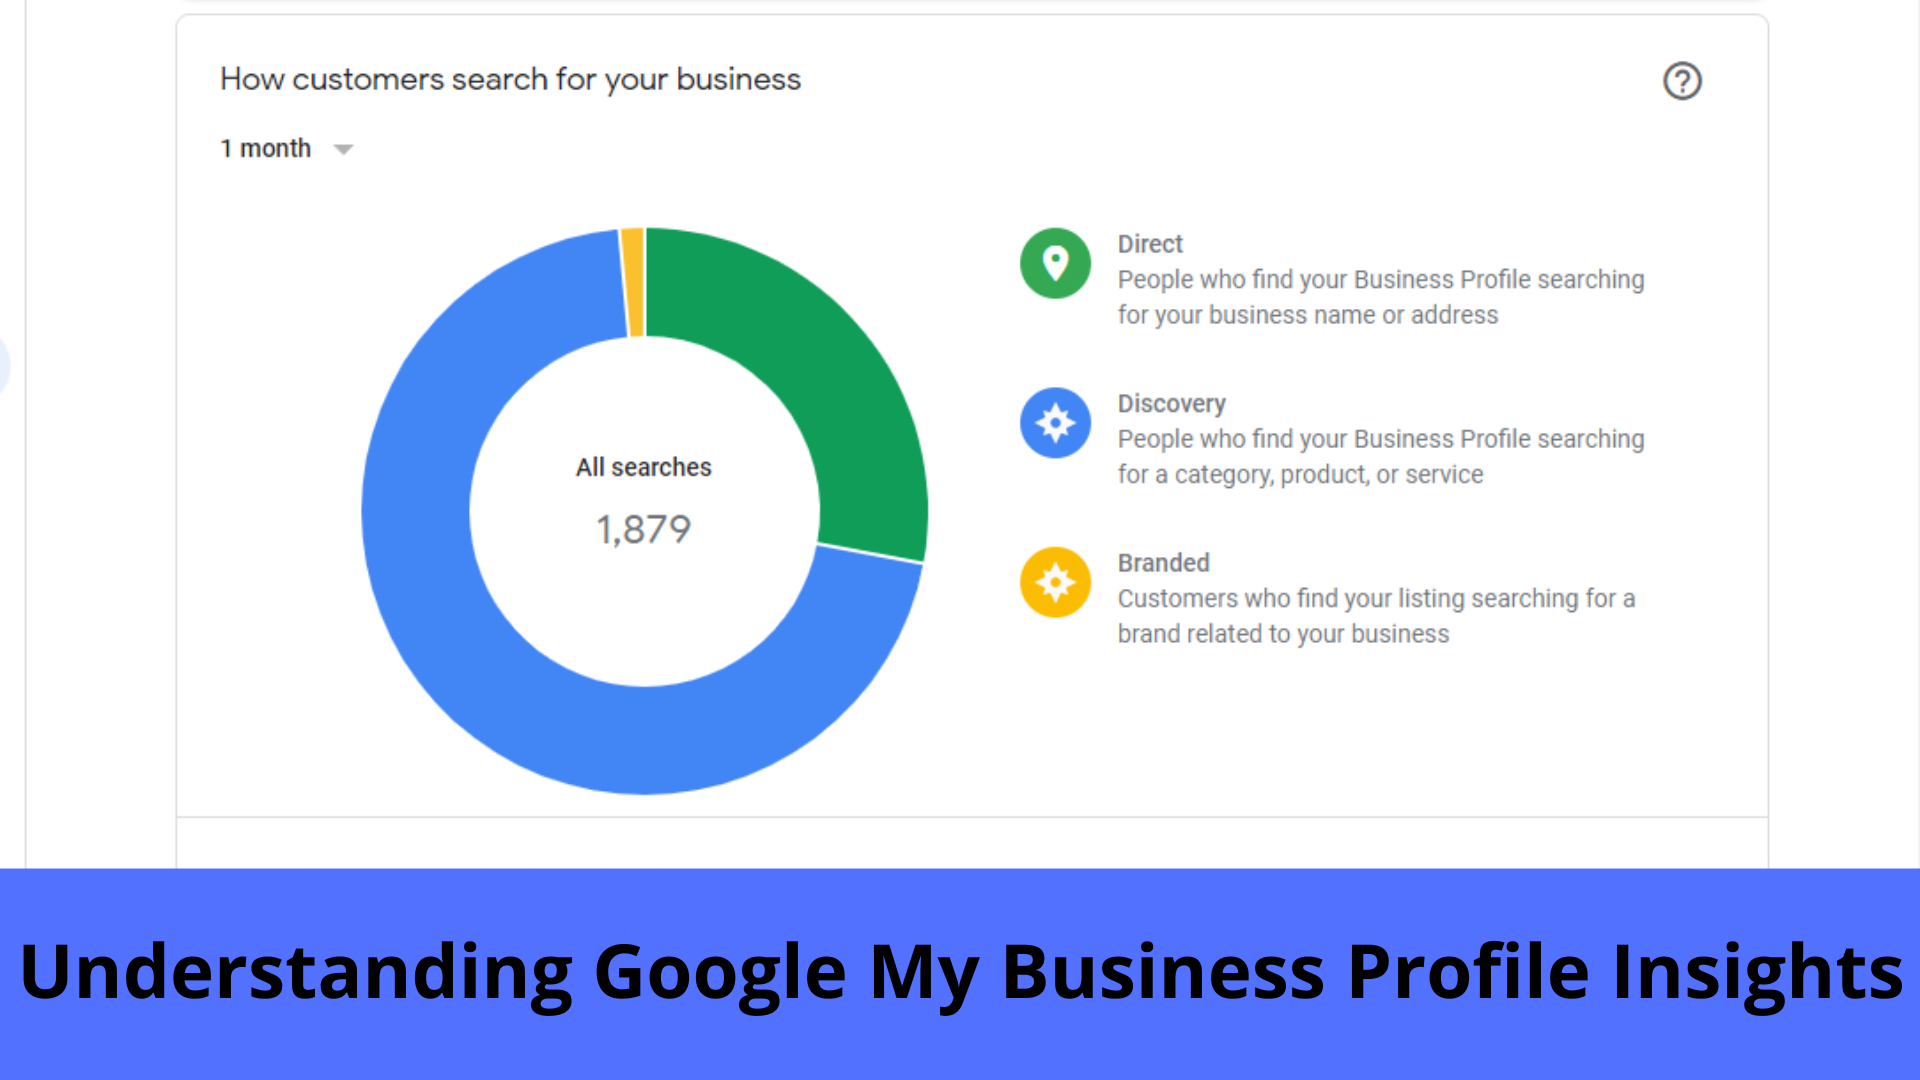 How customers search for your business
1 month
All searches
1,879
Direct
People who find your Business Profile searching
for your business name or address
Discovery
People who find your Business Profile searching
for a category, product, or service
Branded
Customers who find your listing searching for a
brand related to your business
Understanding Google My Business Profile Insights